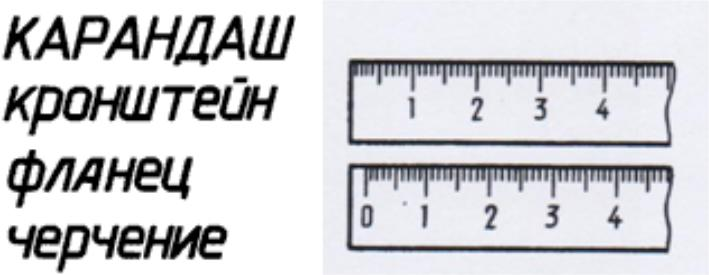 КАРАНДАШ
кронштейн
фланец
черчение
1 2 3 4
0 1 2 3 4